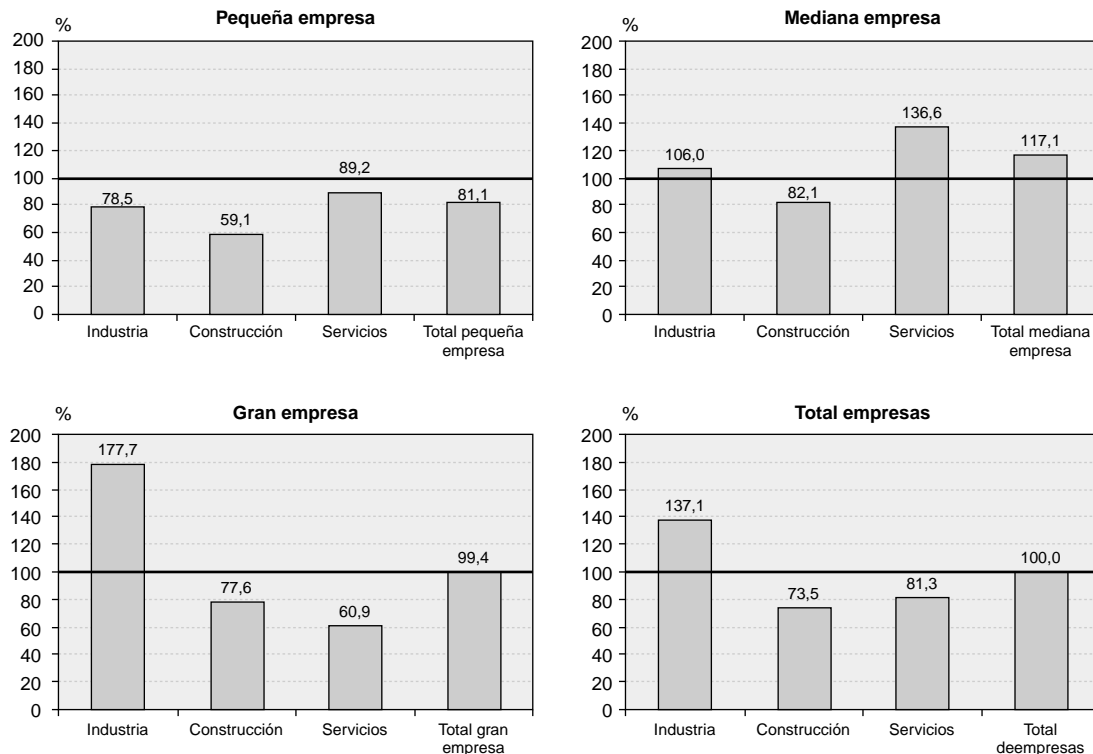 Pequeña empresa
%
200
180
160
140
120
100
80
60
40
20
0
78,5
59,1
89,2
81,1
Industria
Construcción
Servicios
Total pequeña
empresa
Mediana empresa
%
200
180
160
140
120
100
80
60
40
20
0
106,0
82,1
136,6
117,1
Industria
Construcción
Servicios
Total mediana
empresa
Gran empresa
%
200
180
160
140
120
100
80
60
40
20
0
177,7
77,6
60,9
99,4
Industria
Construcción
Servicios
Total gran
empresa
Total empresas
%
200
180
160
140
120
100
80
60
40
20
0
137,1
73,5
81,3
100,0
Industria
Construcción
Servicios
Total
deempresas